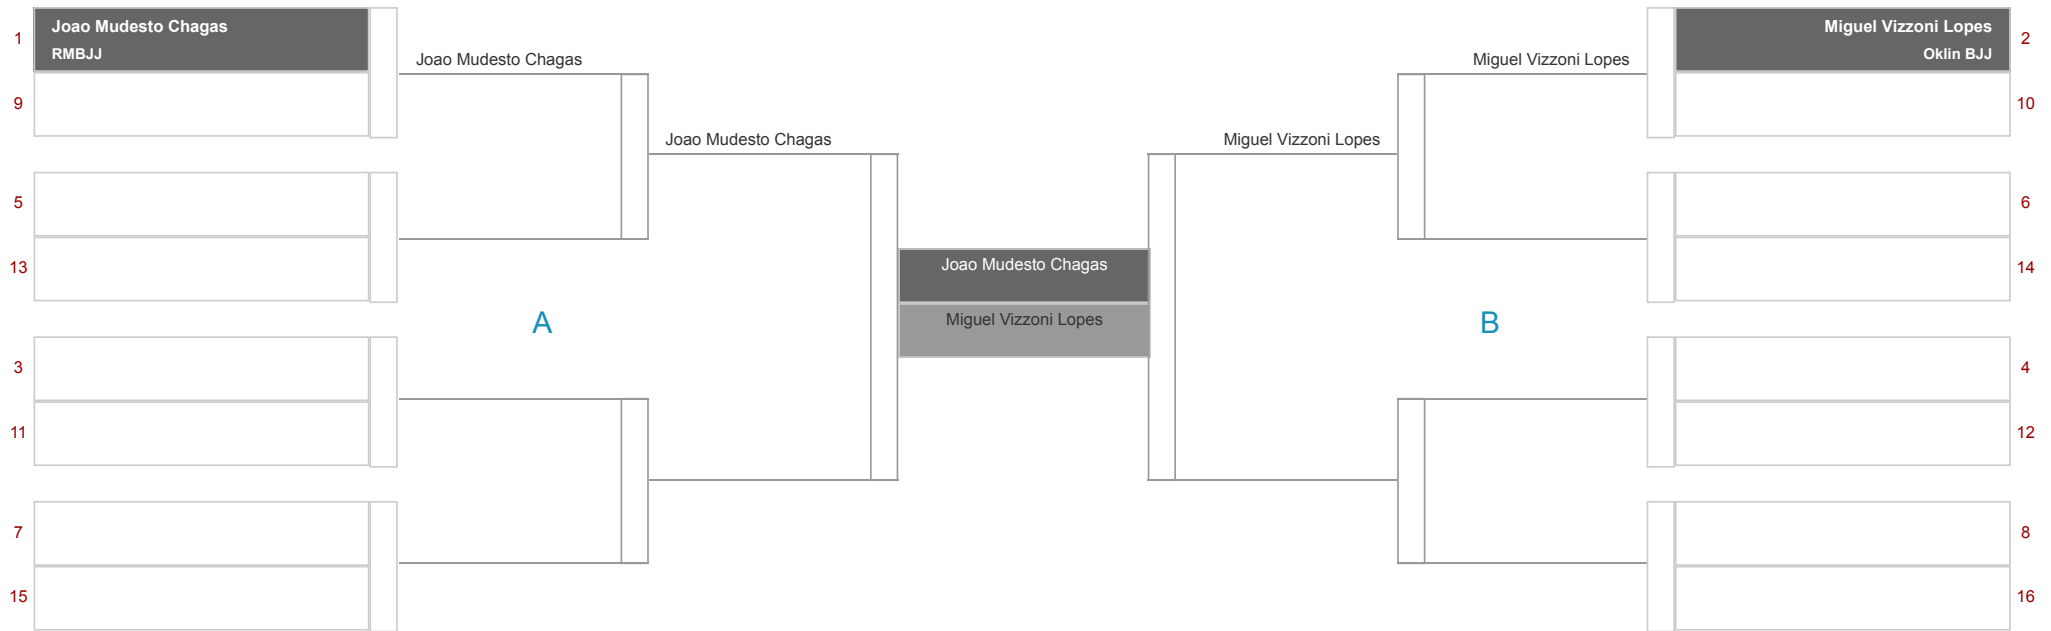 1
Joao Mudesto Chagas
RMBJJ
9
5
13
3
11
7
15
Joao Mudesto Chagas
Joao Mudesto Chagas
A
Joao Mudesto Chagas
Miguel Vizzoni Lopes
Miguel Vizzoni Lopes
Miguel Vizzoni Lopes
B
Miguel Vizzoni Lopes
Oklin BJJ
2
10
6
14
4
12
8
16